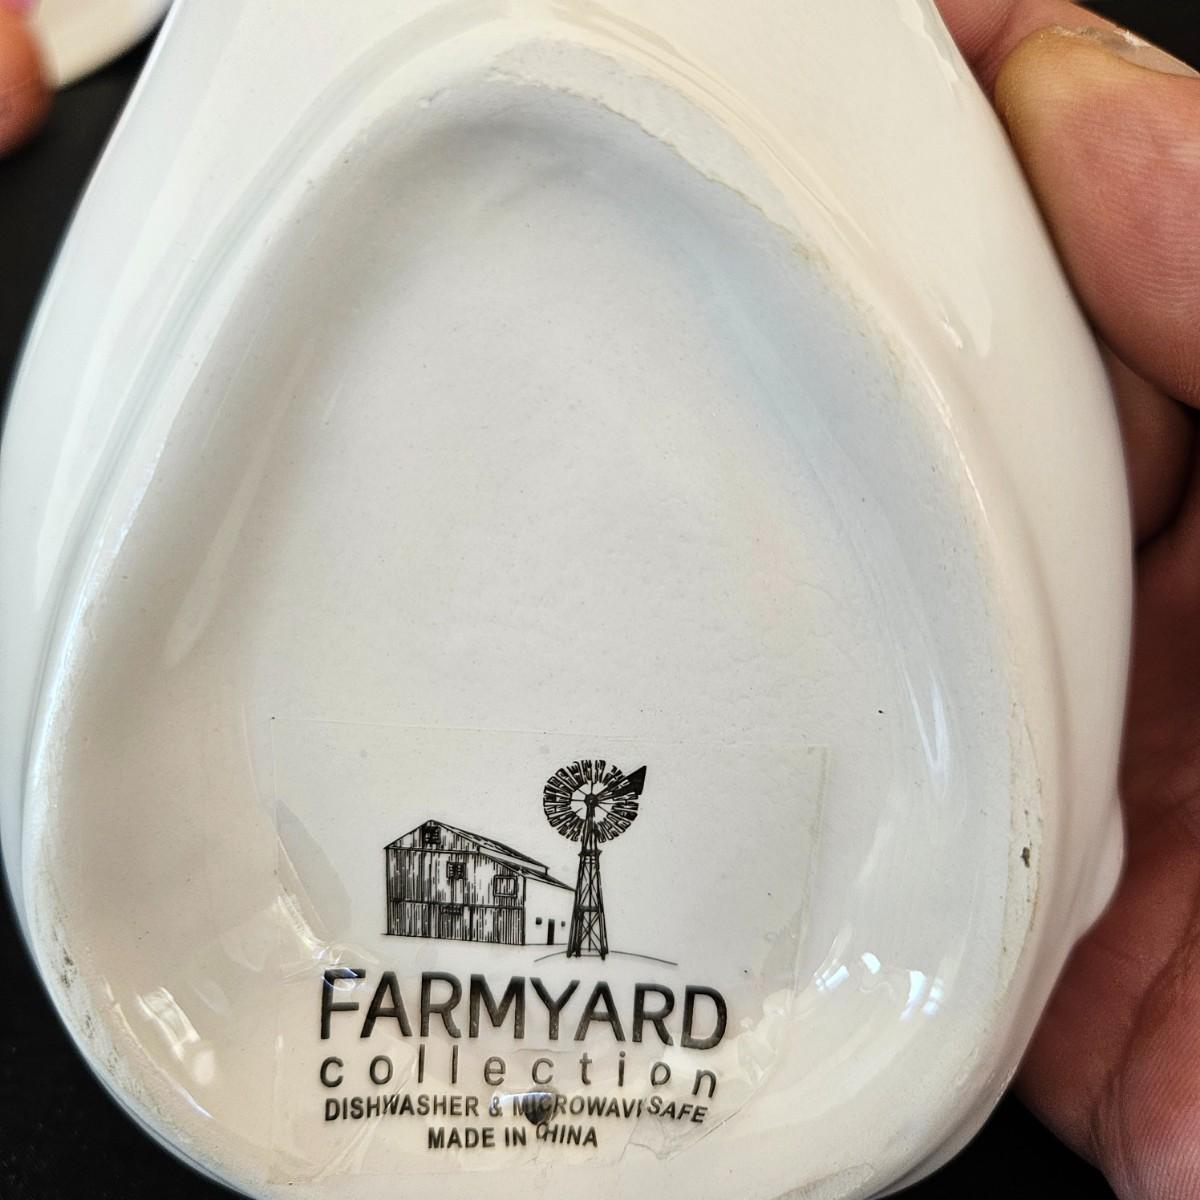 FARMYARD
collection
DISHWASHER & MICROWAVE SAFE
MADE IN CHINA